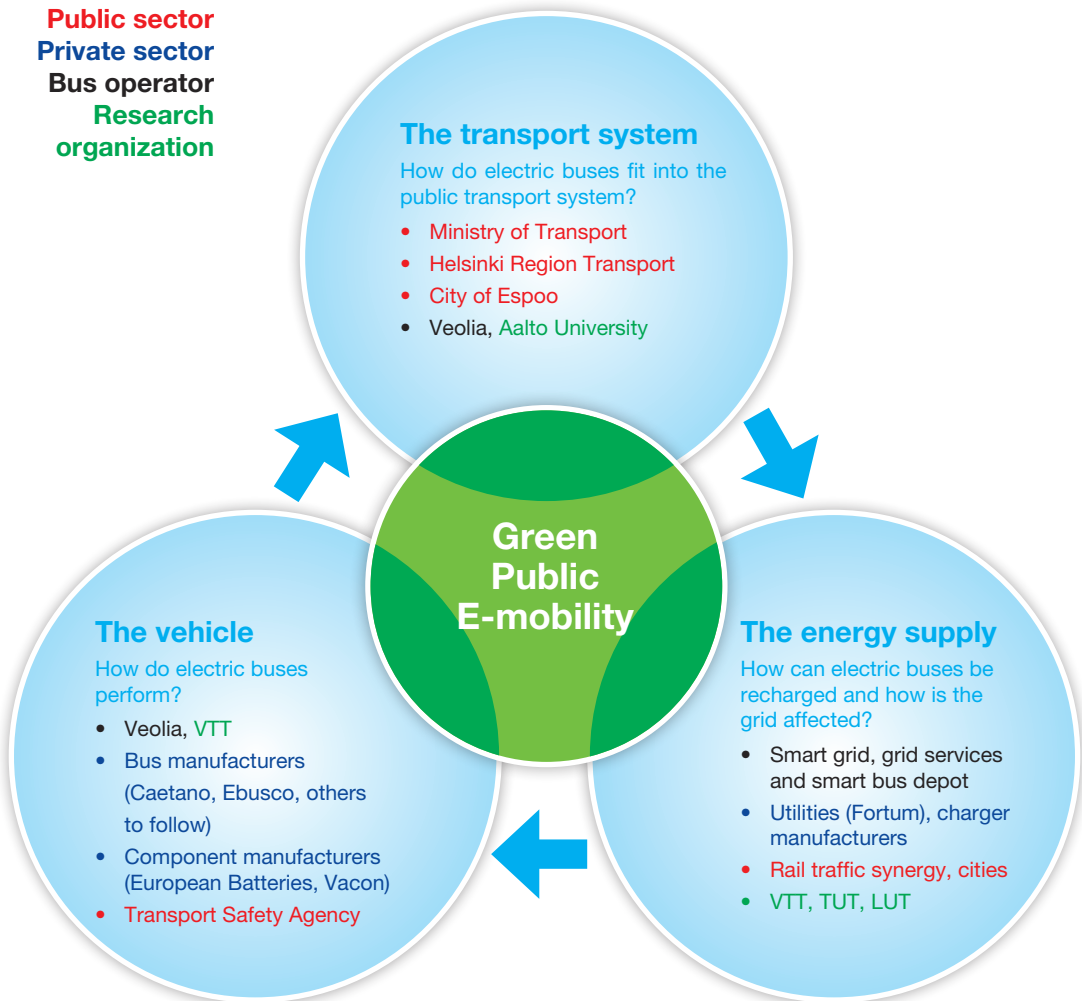 Public sector
Private sector
Bus operator
Research
organization
The transport system
How do electric buses fit into the
public transport system?
• Ministry of Transport
• Helsinki Region Transport
• City of Espoo
• Veolia, Aalto University
Green
Public
E-mobility
The vehicle
How do electric buses
perform?
• Veolia, VTT
• Bus manufacturers
(Caetano, Ebusco, others
to follow)
• Component manufacturers
(European Batteries, Vacon)
• Transport Safety Agency
The energy supply
How can electric buses be
recharged and how is the
grid affected?
• Smart grid, grid services
and smart bus depot
• Utilities (Fortum), charger
manufacturers
• Rail traffic synergy, cities
• VTT, TUT, LUT